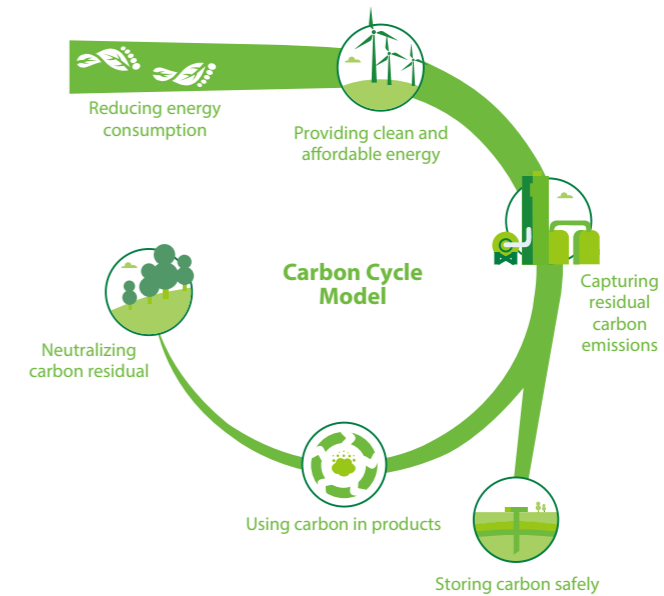 Reducing energy
consumption
Providing clean and
affordable energy
Carbon Cycle
Model
Capturing
residual
carbon
emissions
Neutralizing
carbon residual
Using carbon in products
Storing carbon safely